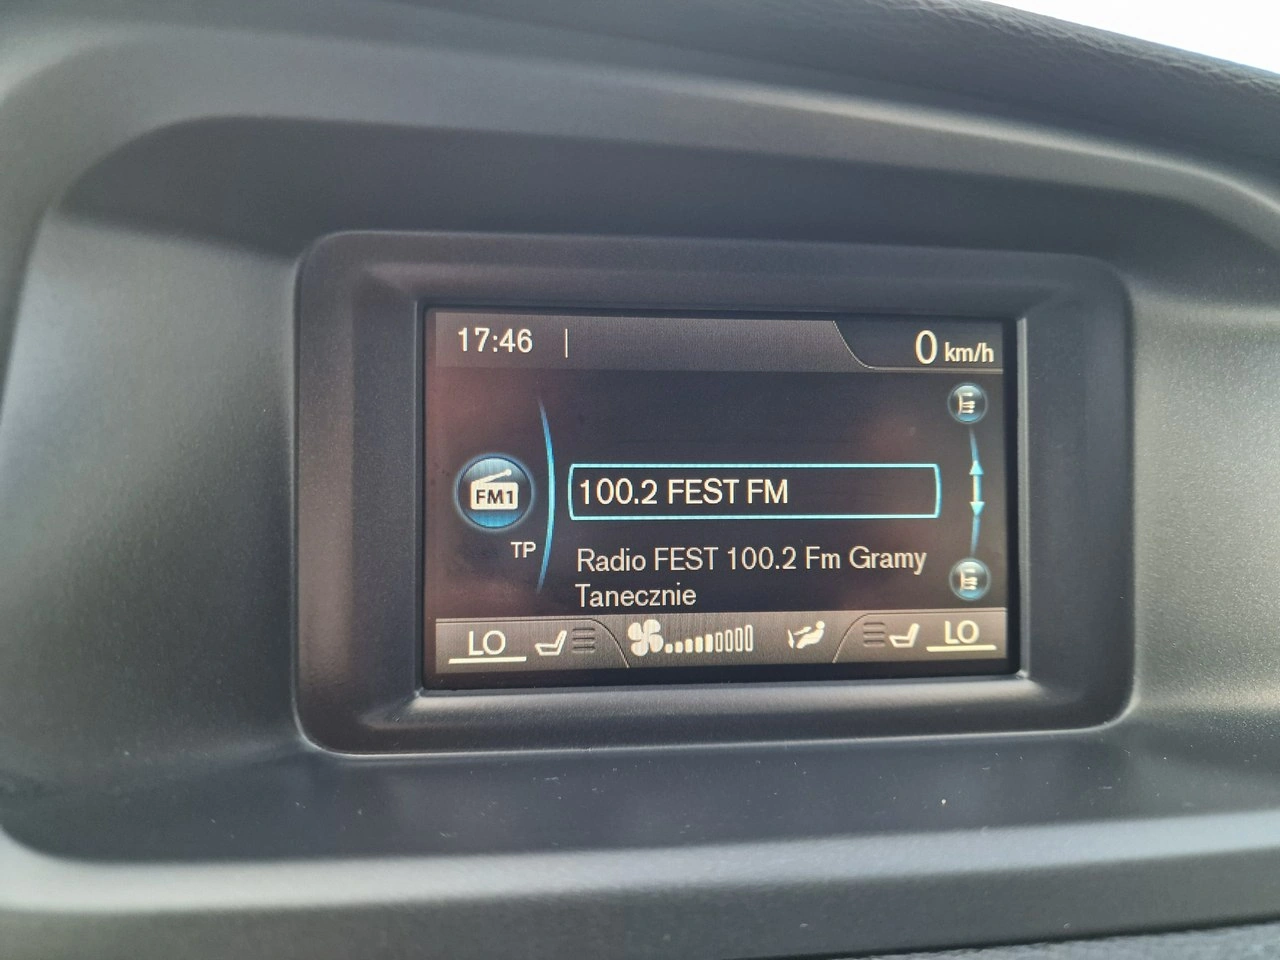 17:46
0 km/h
FM1
TP
100.2 FEST FM
Radio FEST 100.2 Fm Gramy
Tanecznie
LO
LO